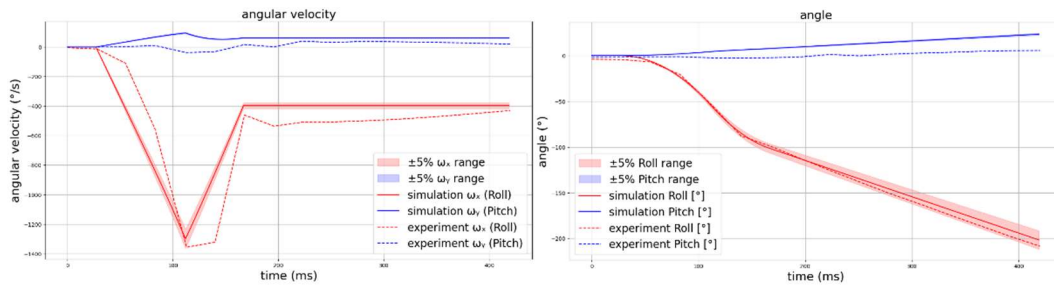 angular velocity
angular velocity (°/s)
0
−200
−400
−600
−800
−1000
−1200
−1400
±5% ωₓ range
±5% ωᵧ range
simulation ωₓ (Roll)
simulation ωᵧ (Pitch)
experiment ωₓ (Roll)
experiment ωᵧ (Pitch)
0
100
200
300
400
time (ms)
angle
angle (°)
0
−50
−100
−150
−200
±5% Roll range
±5% Pitch range
simulation Roll [°]
simulation Pitch [°]
experiment Roll [°]
experiment Pitch [°]
0
100
200
300
400
time (ms)